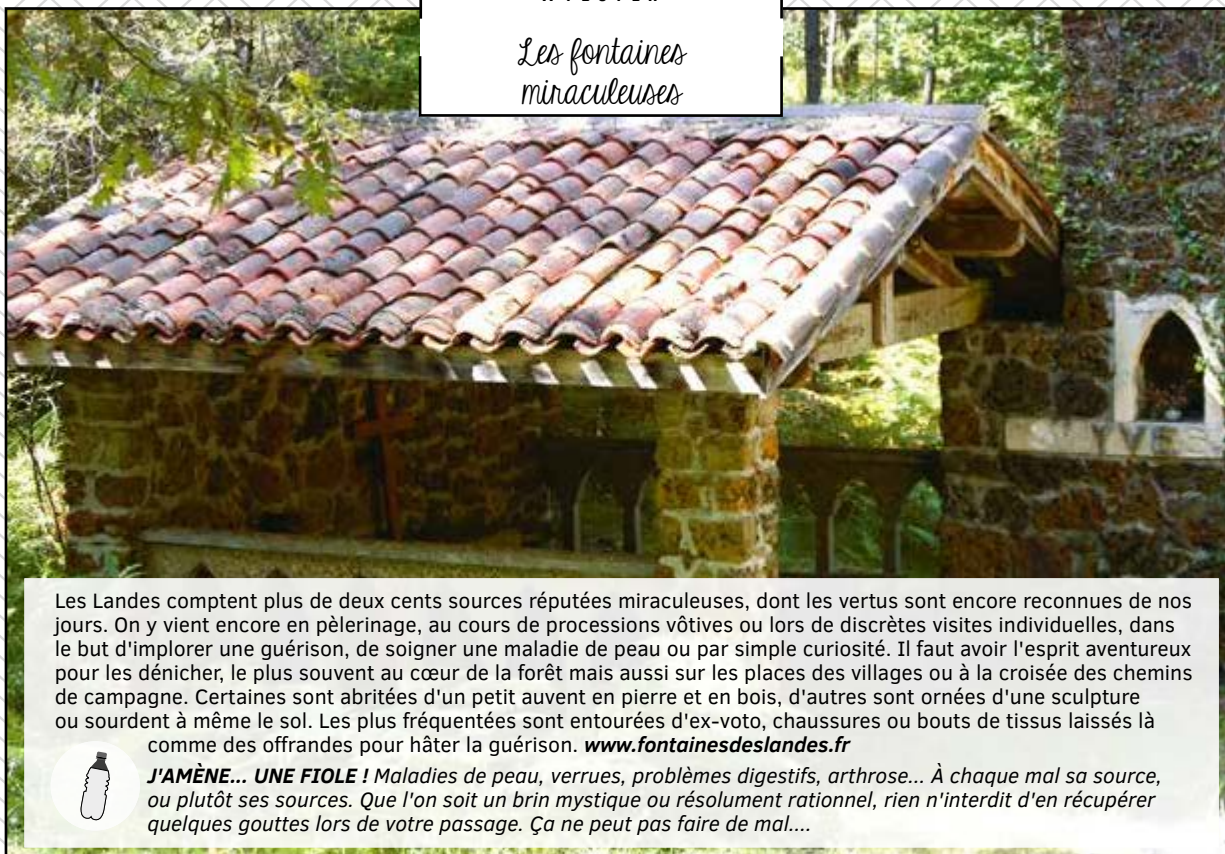 Les fontaines
miraculeuses
Les Landes comptent plus de deux cents sources réputées miraculeuses, dont les vertus sont encore reconnues de nos
jours. On y vient encore en pèlerinage, au cours de processions vôtives ou lors de discrètes visites individuelles, dans
le but d'implorer une guérison, de soigner une maladie de peau ou par simple curiosité. Il faut avoir l'esprit aventureux
pour les dénicher, le plus souvent au cœur de la forêt mais aussi sur les places des villages ou à la croisée des chemins
de campagne. Certaines sont abritées d'un petit auvent en pierre et en bois, d'autres sont ornées d'une sculpture
ou sourdent à même le sol. Les plus fréquentées sont entourées d'ex-voto, chaussures ou bouts de tissus laissés là
comme des offrandes pour hâter la guérison. www.fontainesdeslandes.fr
J'AMÈNE... UNE FIOLE ! Maladies de peau, verrues, problèmes digestifs, arthrose... À chaque mal sa source,
ou plutôt ses sources. Que l'on soit un brin mystique ou résolument rationnel, rien n'interdit d'en récupérer
quelques gouttes lors de votre passage. Ça ne peut pas faire de mal....